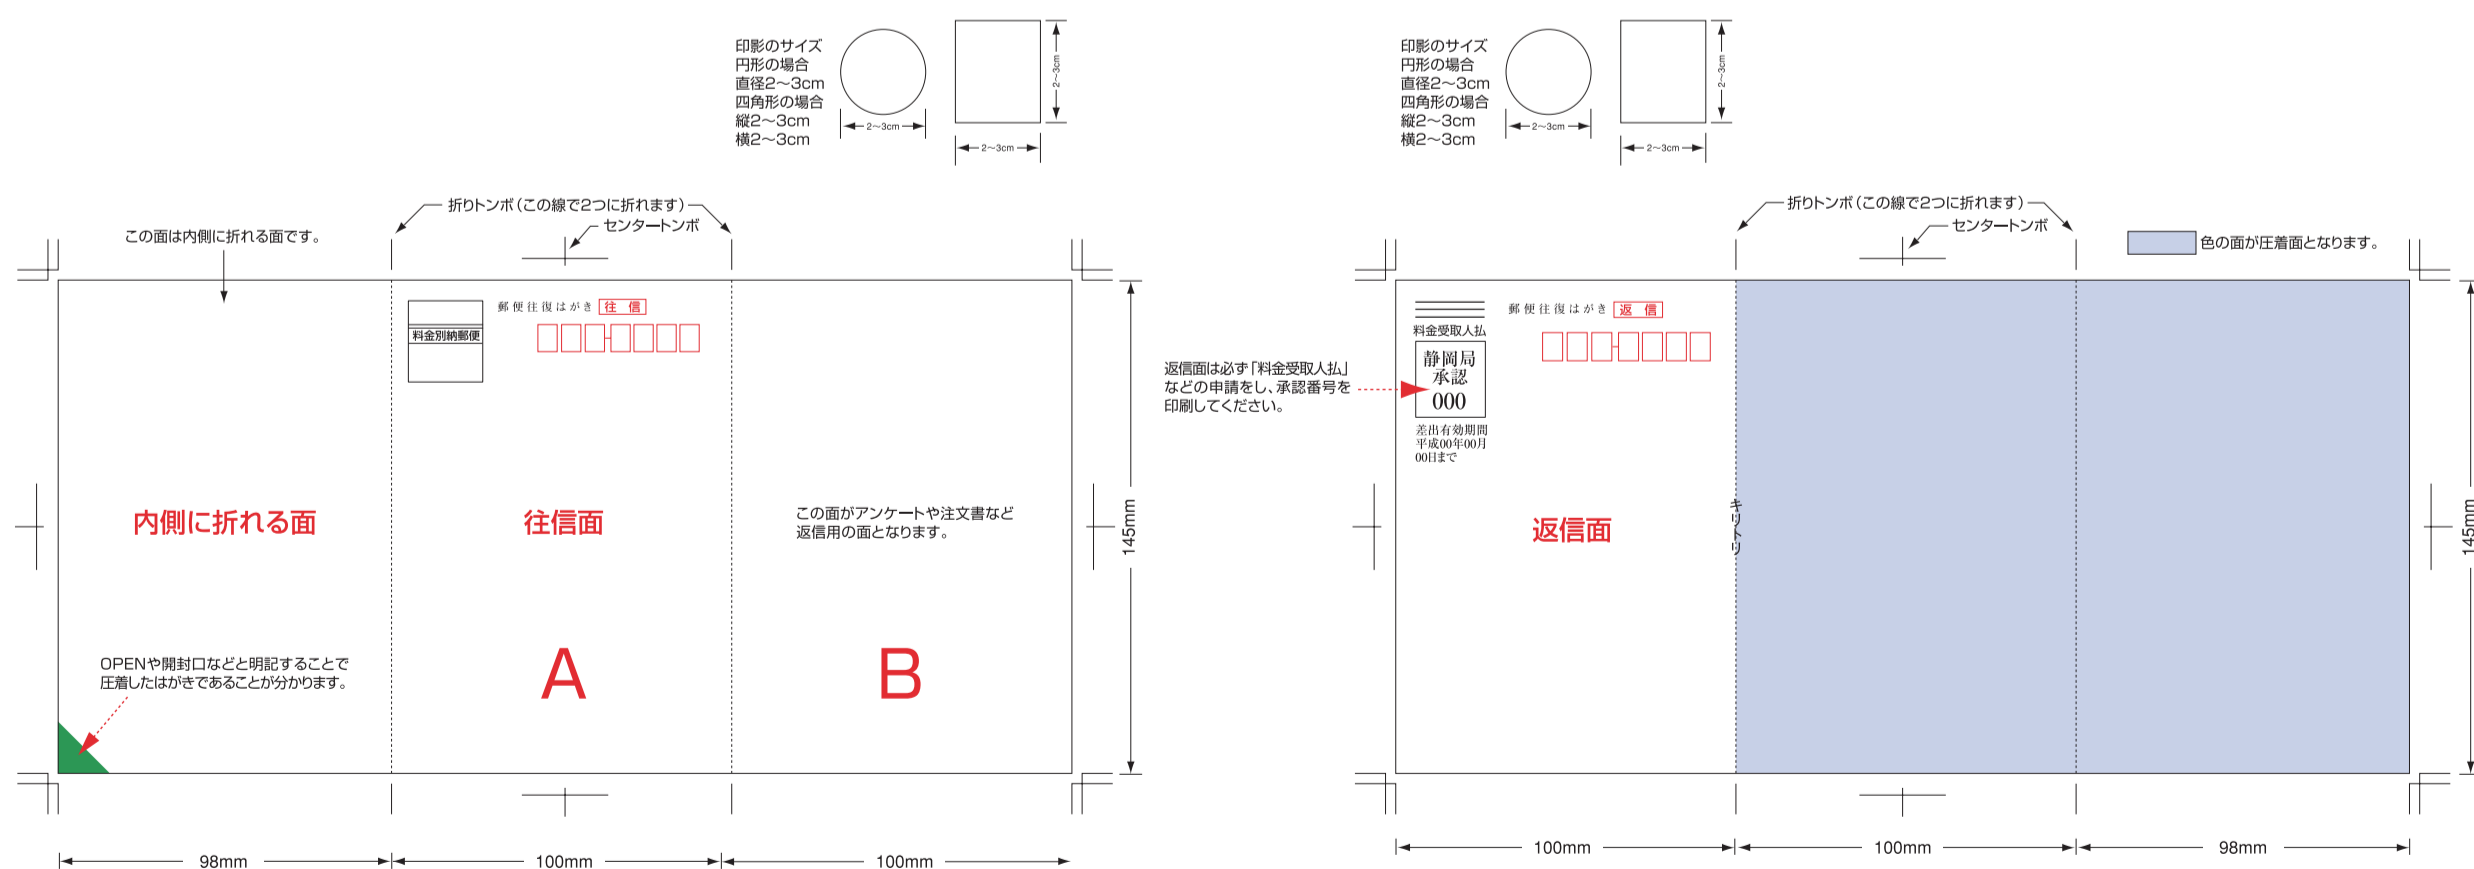 印影のサイズ
円形の場合
直径2〜3cm
四角形の場合
縦2〜3cm
横2〜3cm
2〜3cm
2〜3cm
2〜3cm
折りトンボ（この線で2つに折れます）
センタートンボ
この面は内側に折れる面です。
料金別納郵便
郵便往復はがき 往信
内側に折れる面
往信面
この面がアンケートや注文書など
返信用の面となります。
A
B
OPENや開封口などと明記することで
圧着したはがきであることが分かります。
145mm
98mm
100mm
100mm
印影のサイズ
円形の場合
直径2〜3cm
四角形の場合
縦2〜3cm
横2〜3cm
2〜3cm
2〜3cm
2〜3cm
折りトンボ（この線で2つに折れます）
センタートンボ
色の面が圧着面となります。
郵便往復はがき 返信
料金受取人払
静岡局
承認
000
差出有効期間
平成00年00月
00日まで
返信面は必ず「料金受取人払」
などの申請をし、承認番号を
印刷してください。
返信面
キリトリ
145mm
100mm
100mm
98mm